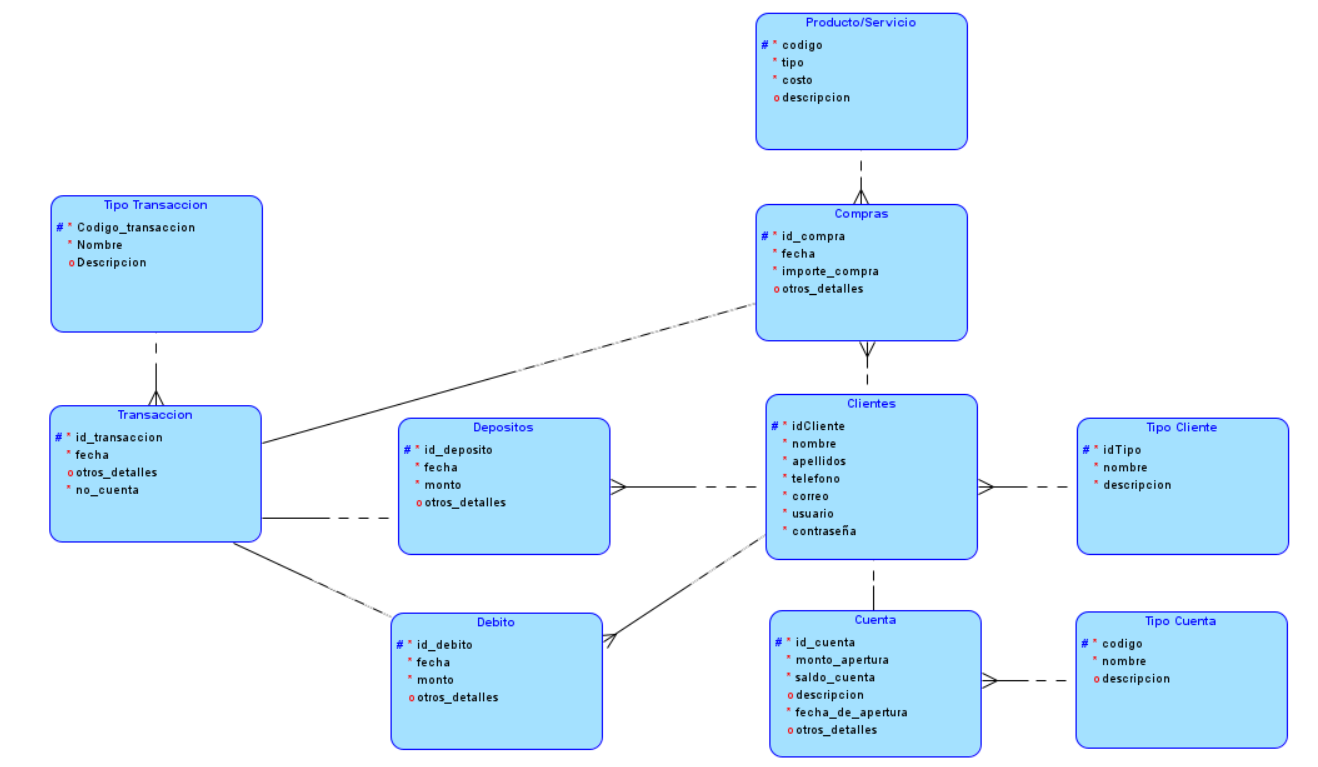 Producto/Servicio
# * codigo
* tipo
* costo
o descripcion
Tipo Transaccion
# * Codigo_transaccion
* Nombre
o Descripcion
Compras
# * id_compra
* fecha
* importe_compra
o otros_detalles
Transaccion
# * id_transaccion
* fecha
o otros_detalles
* no_cuenta
Depositos
# * id_deposito
* fecha
* monto
o otros_detalles
Clientes
# * idCliente
* nombre
* apellidos
* telefono
* correo
* usuario
* contraseña
Tipo Cliente
# * idTipo
* nombre
* descripcion
Debito
# * id_debito
* fecha
* monto
o otros_detalles
Cuenta
# * id_cuenta
* monto_apertura
* saldo_cuenta
o descripcion
* fecha_de_apertura
o otros_detalles
Tipo Cuenta
# * codigo
* nombre
o descripcion